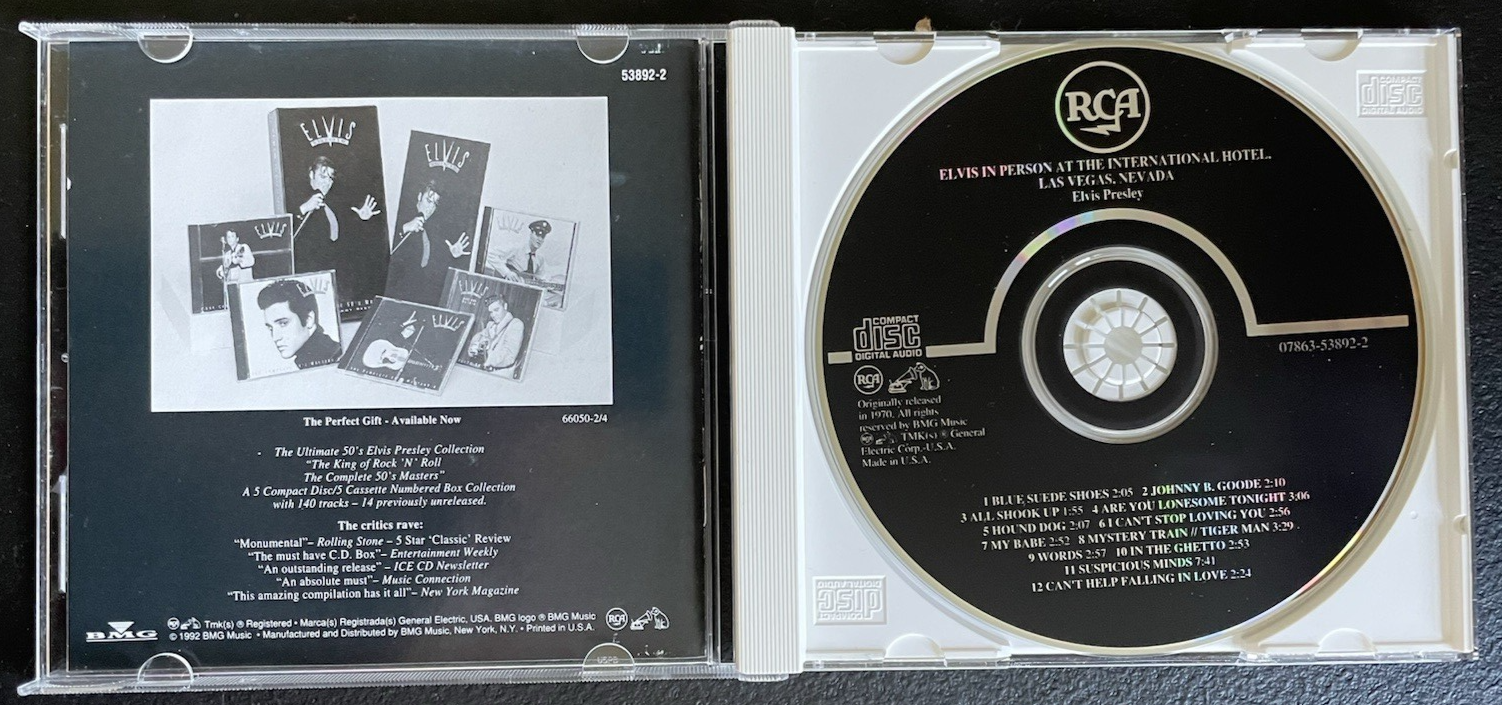 53892-2
ELVIS
ELVIS
ELVIS
ELVIS
ELVIS
ELVIS
ELVIS
The Perfect Gift - Available Now
66050-2/4
- The Ultimate 50's Elvis Presley Collection
"The King of Rock 'N' Roll
The Complete 50's Masters"
A 5 Compact Disc/5 Cassette Numbered Box Collection
with 140 tracks – 14 previously unreleased.
The critics rave:
"Monumental"– Rolling Stone – 5 Star 'Classic' Review
"The must have C.D. Box"– Entertainment Weekly
"An outstanding release" – ICE CD Newsletter
"An absolute must"– Music Connection
"This amazing compilation has it all"– New York Magazine
BMG
Tmk(s) ® Registered • Marca(s) Registrada(s) General Electric, USA. BMG logo ® BMG Music
© 1992 BMG Music • Manufactured and Distributed by BMG Music, New York, N.Y. • Printed in U.S.A.
RCA
RCA
ELVIS IN PERSON AT THE INTERNATIONAL HOTEL.
LAS VEGAS, NEVADA
Elvis Presley
COMPACT
disc
DIGITAL AUDIO
07863-53892-2
RCA
Originally released
in 1970. All rights
reserved by BMG Music
TMK(s) ® General
Electric Corp.-U.S.A.
Made in U.S.A.
1 BLUE SUEDE SHOES 2:05 2 JOHNNY B. GOODE 2:10
3 ALL SHOOK UP 1:55 4 ARE YOU LONESOME TONIGHT 3:06
5 HOUND DOG 2:07 6 I CAN'T STOP LOVING YOU 2:56
7 MY BABE 2:52 8 MYSTERY TRAIN // TIGER MAN 3:29
9 WORDS 2:57 10 IN THE GHETTO 2:53
11 SUSPICIOUS MINDS 7:41
12 CAN'T HELP FALLING IN LOVE 2:24
COMPACT
disc
DIGITAL AUDIO
COMPACT
disc
DIGITAL AUDIO